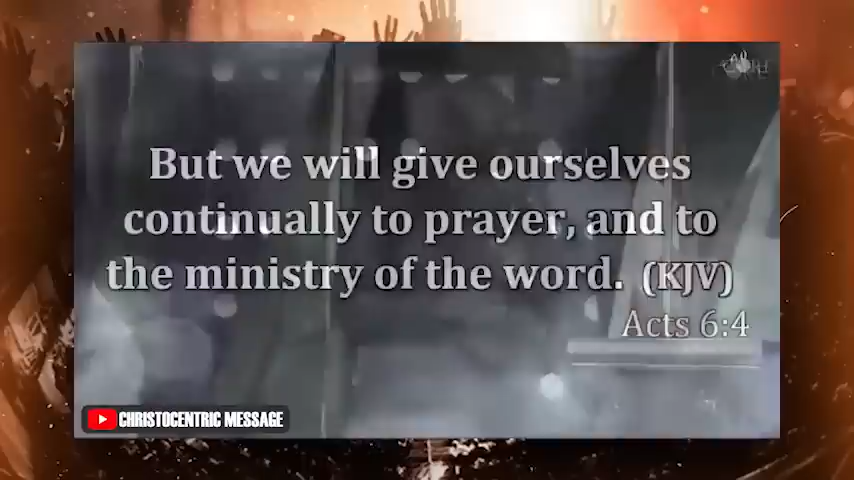 But we will give ourselves
continually to prayer, and to
the ministry of the word. (KJV)
Acts 6:4
CHRISTOCENTRIC MESSAGE